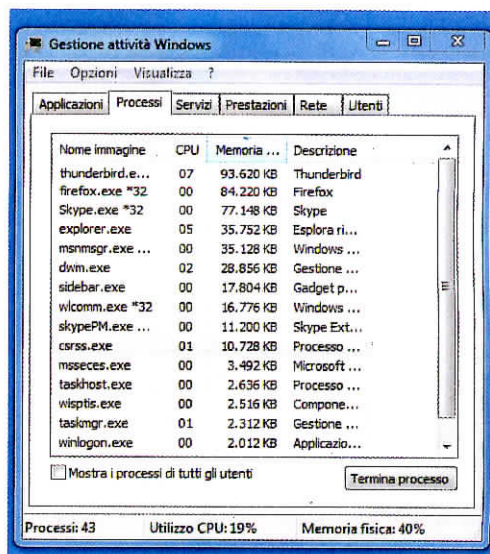 Gestione attività Windows
File Opzioni Visualizza ?
Applicazioni Processi Servizi Prestazioni Rete Utenti
Nome immagine CPU Memoria ... Descrizione
thunderbird.e... 07 93.620 KB Thunderbird
firefox.exe *32 00 84.220 KB Firefox
Skype.exe *32 00 77.148 KB Skype
explorer.exe 05 35.752 KB Esplora ri...
msnmsgr.exe ... 00 35.128 KB Windows ...
dwm.exe 02 28.856 KB Gestione ...
sidebar.exe 00 17.804 KB Gadget p...
wlcomm.exe *32 00 16.776 KB Windows ...
skypePM.exe ... 00 11.200 KB Skype Ext...
csrss.exe 01 10.728 KB Processo ...
msseces.exe 00 3.492 KB Microsoft ...
taskhost.exe 00 2.636 KB Processo ...
wisptis.exe 00 2.516 KB Compone...
taskmgr.exe 01 2.312 KB Gestione ...
winlogon.exe 00 2.012 KB Applicazio...
Mostra i processi di tutti gli utenti Termina processo
Processi: 43 Utilizzo CPU: 19% Memoria fisica: 40%